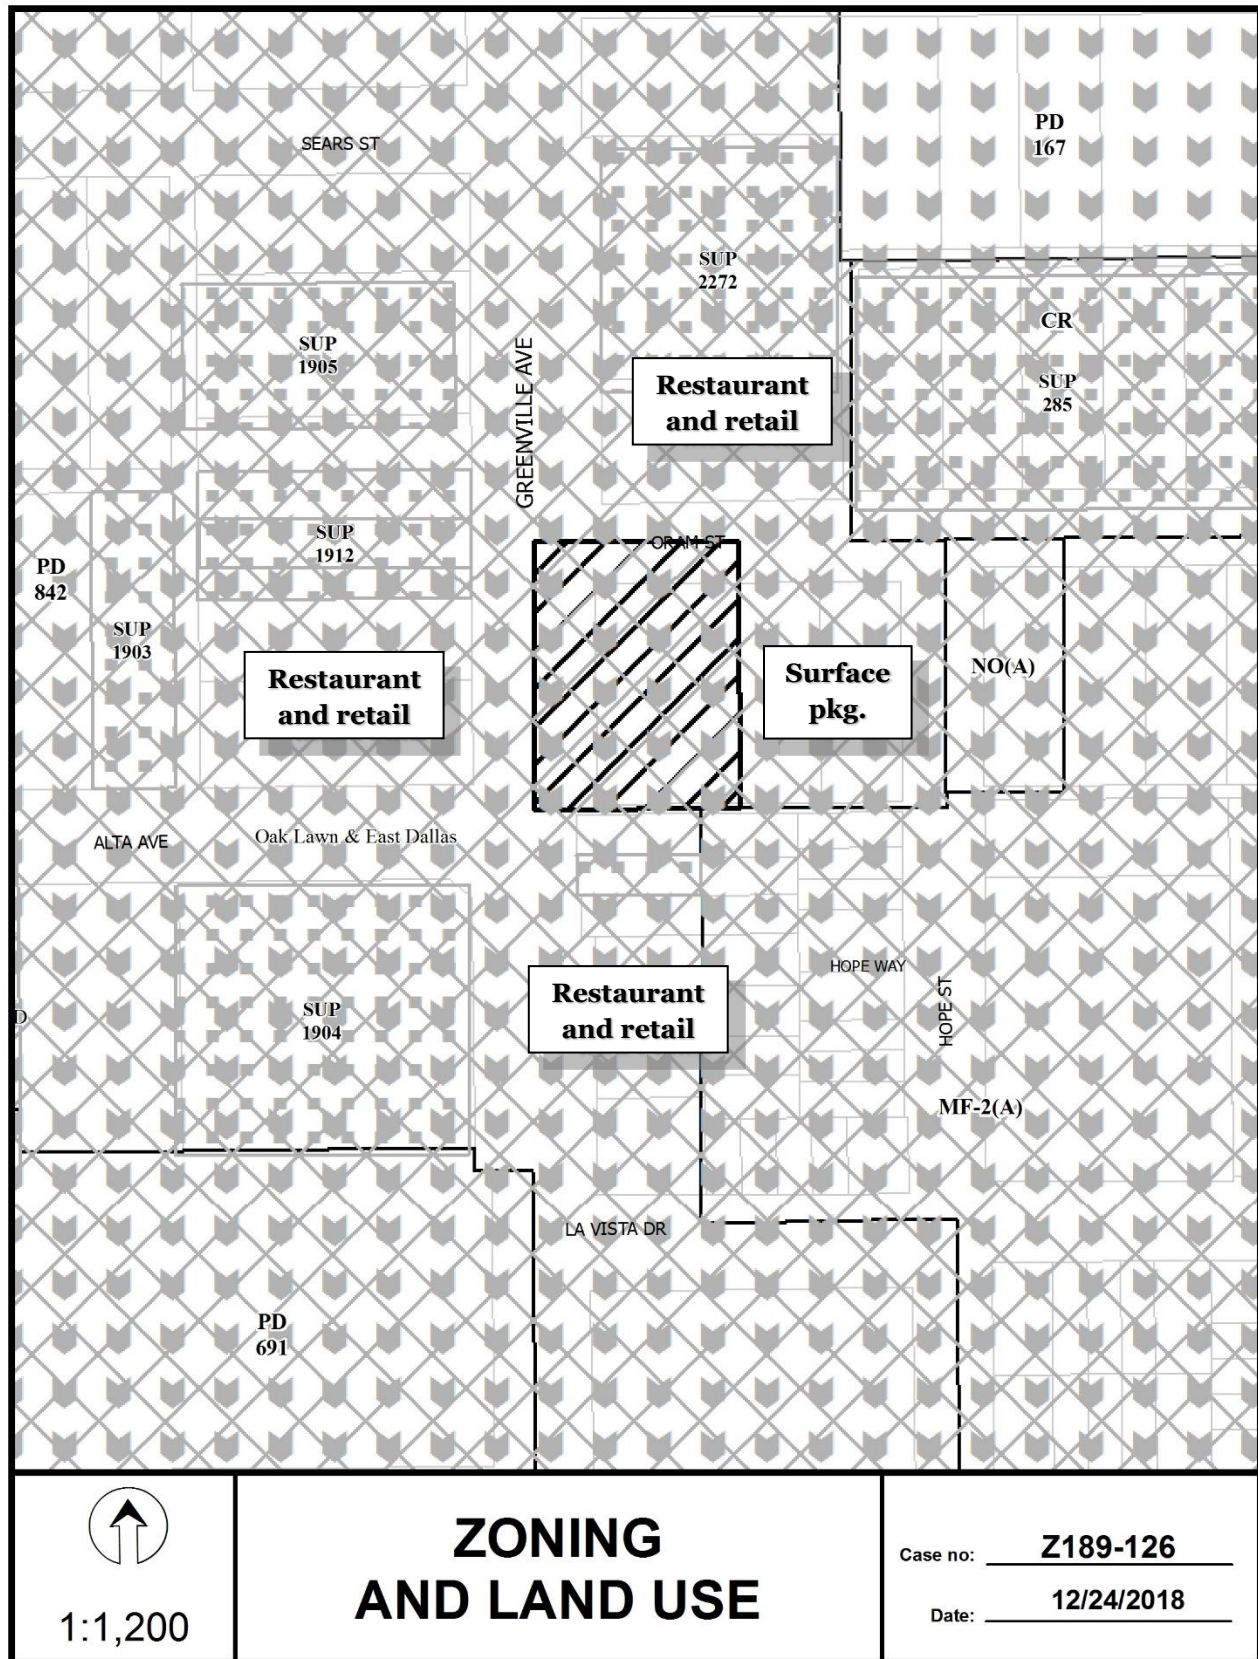 PD
167
SEARS ST
SUP
2272
CR
SUP
1905
SUP
285
GREENVILLE AVE
Restaurant
and retail
SUP
1912
ORAM ST
PD
842
SUP
1903
Restaurant
and retail
Surface
pkg.
NO(A)
ALTA AVE
Oak Lawn & East Dallas
HOPE WAY
HOPE ST
Restaurant
and retail
SUP
1904
D
MF-2(A)
LA VISTA DR
PD
691
1:1,200
ZONING
AND LAND USE
Case no: Z189-126
Date: 12/24/2018